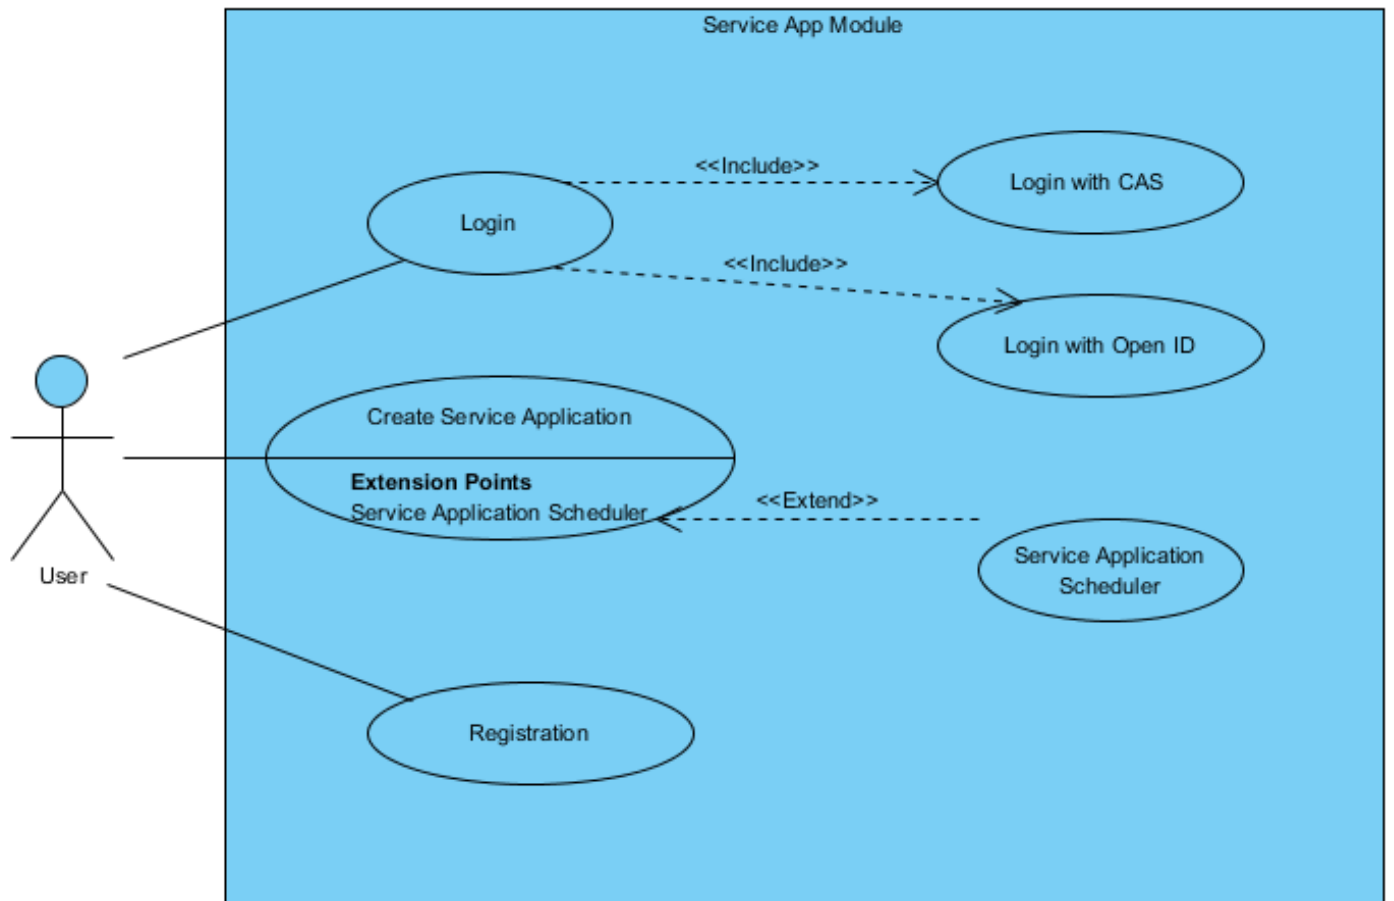 Service App Module
<<Include>>
Login with CAS
Login
<<Include>>
Login with Open ID
Create Service Application
Extension Points
Service Application Scheduler
<<Extend>>
Service Application
Scheduler
User
Registration